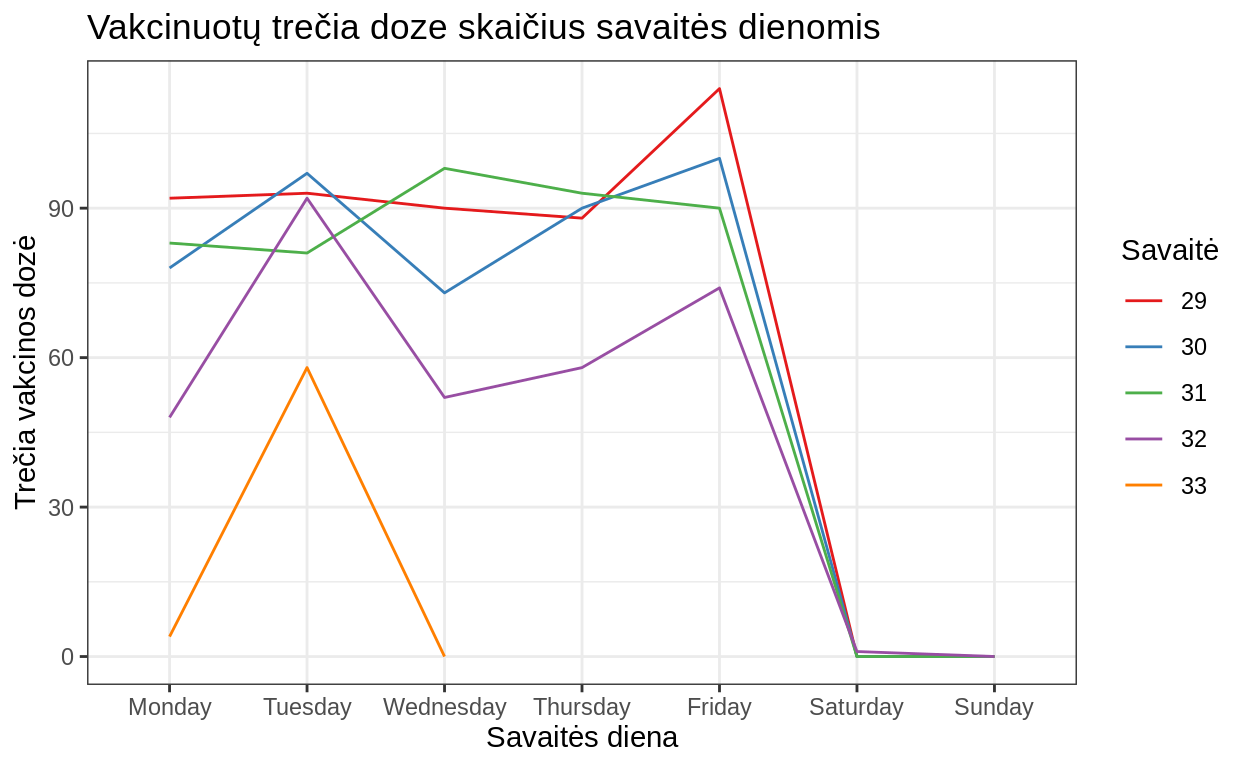 Vakcinuotų trečia doze skaičius savaitės dienomis
Trečia vakcinos dozė
90
60
30
0
Monday Tuesday Wednesday Thursday Friday Saturday Sunday
Savaitės diena
Savaitė
29
30
31
32
33